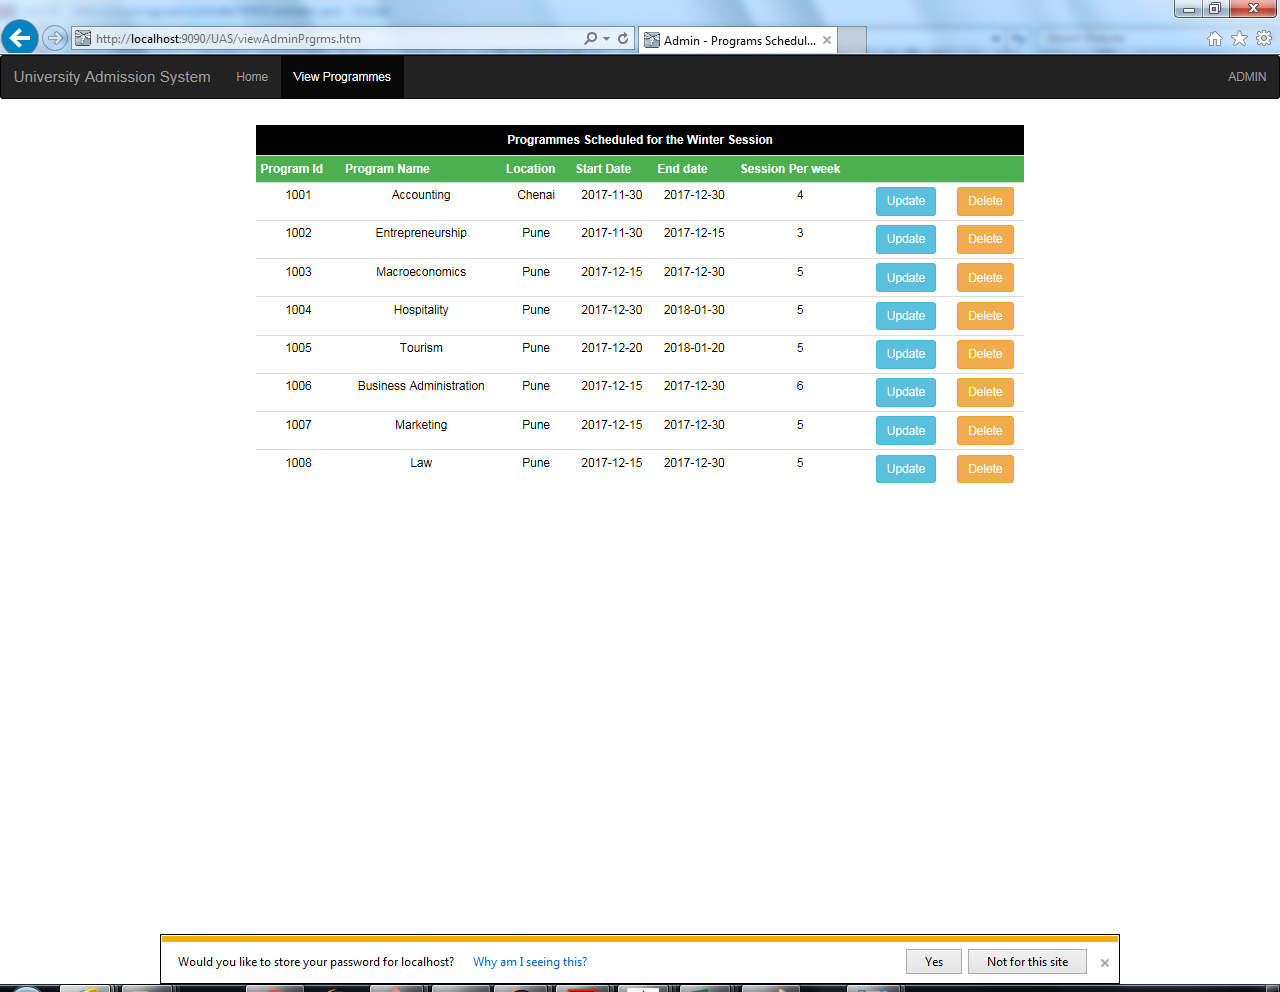 http://localhost:9090/UAS/viewAdminPrgrms.htm
Admin - Programs Schedul...
University Admission System Home View Programmes ADMIN
Programmes Scheduled for the Winter Session
Program Id Program Name Location Start Date End date Session Per week
1001 Accounting Chenai 2017-11-30 2017-12-30 4 Update Delete
1002 Entrepreneurship Pune 2017-11-30 2017-12-15 3 Update Delete
1003 Macroeconomics Pune 2017-12-15 2017-12-30 5 Update Delete
1004 Hospitality Pune 2017-12-30 2018-01-30 5 Update Delete
1005 Tourism Pune 2017-12-20 2018-01-20 5 Update Delete
1006 Business Administration Pune 2017-12-15 2017-12-30 6 Update Delete
1007 Marketing Pune 2017-12-15 2017-12-30 5 Update Delete
1008 Law Pune 2017-12-15 2017-12-30 5 Update Delete
Would you like to store your password for localhost? Why am I seeing this? Yes Not for this site